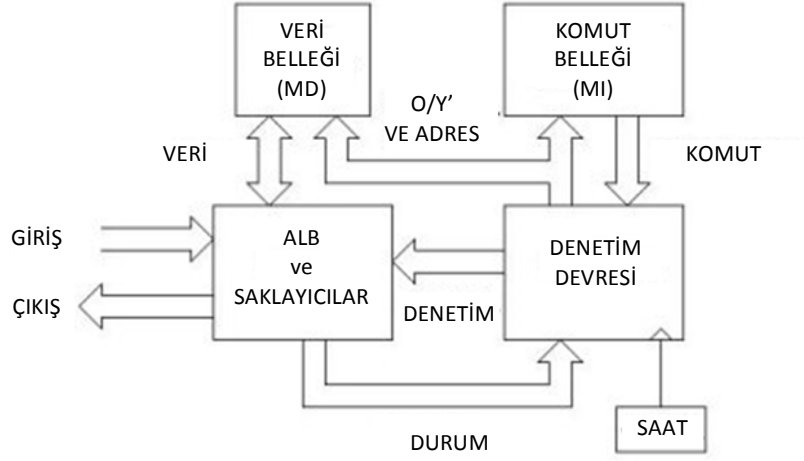 VERİ
BELLEĞİ
(MD)
KOMUT
BELLEĞİ
(MI)
O/Y'
VE ADRES
VERİ
KOMUT
GİRİŞ
ÇIKIŞ
ALB
ve
SAKLAYICILAR
DENETİM
DENETİM
DEVRESİ
DURUM
SAAT